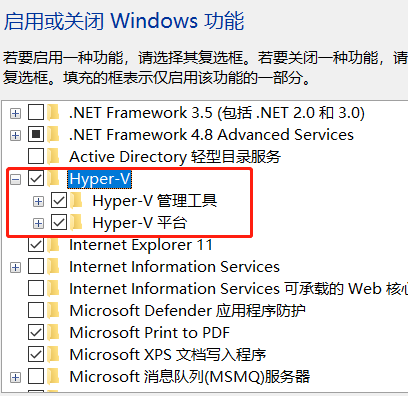 启用或关闭 Windows 功能
若要启用一种功能，请选择其复选框。若要关闭一种功能，请清
复选框。填充的框表示仅启用该功能的一部分。
.NET Framework 3.5 (包括 .NET 2.0 和 3.0)
.NET Framework 4.8 Advanced Services
Active Directory 轻型目录服务
Hyper-V
Hyper-V 管理工具
Hyper-V 平台
Internet Explorer 11
Internet Information Services
Internet Information Services 可承载的 Web 核心
Microsoft Defender 应用程序防护
Microsoft Print to PDF
Microsoft XPS 文档写入程序
Microsoft 消息队列(MSMQ)服务器